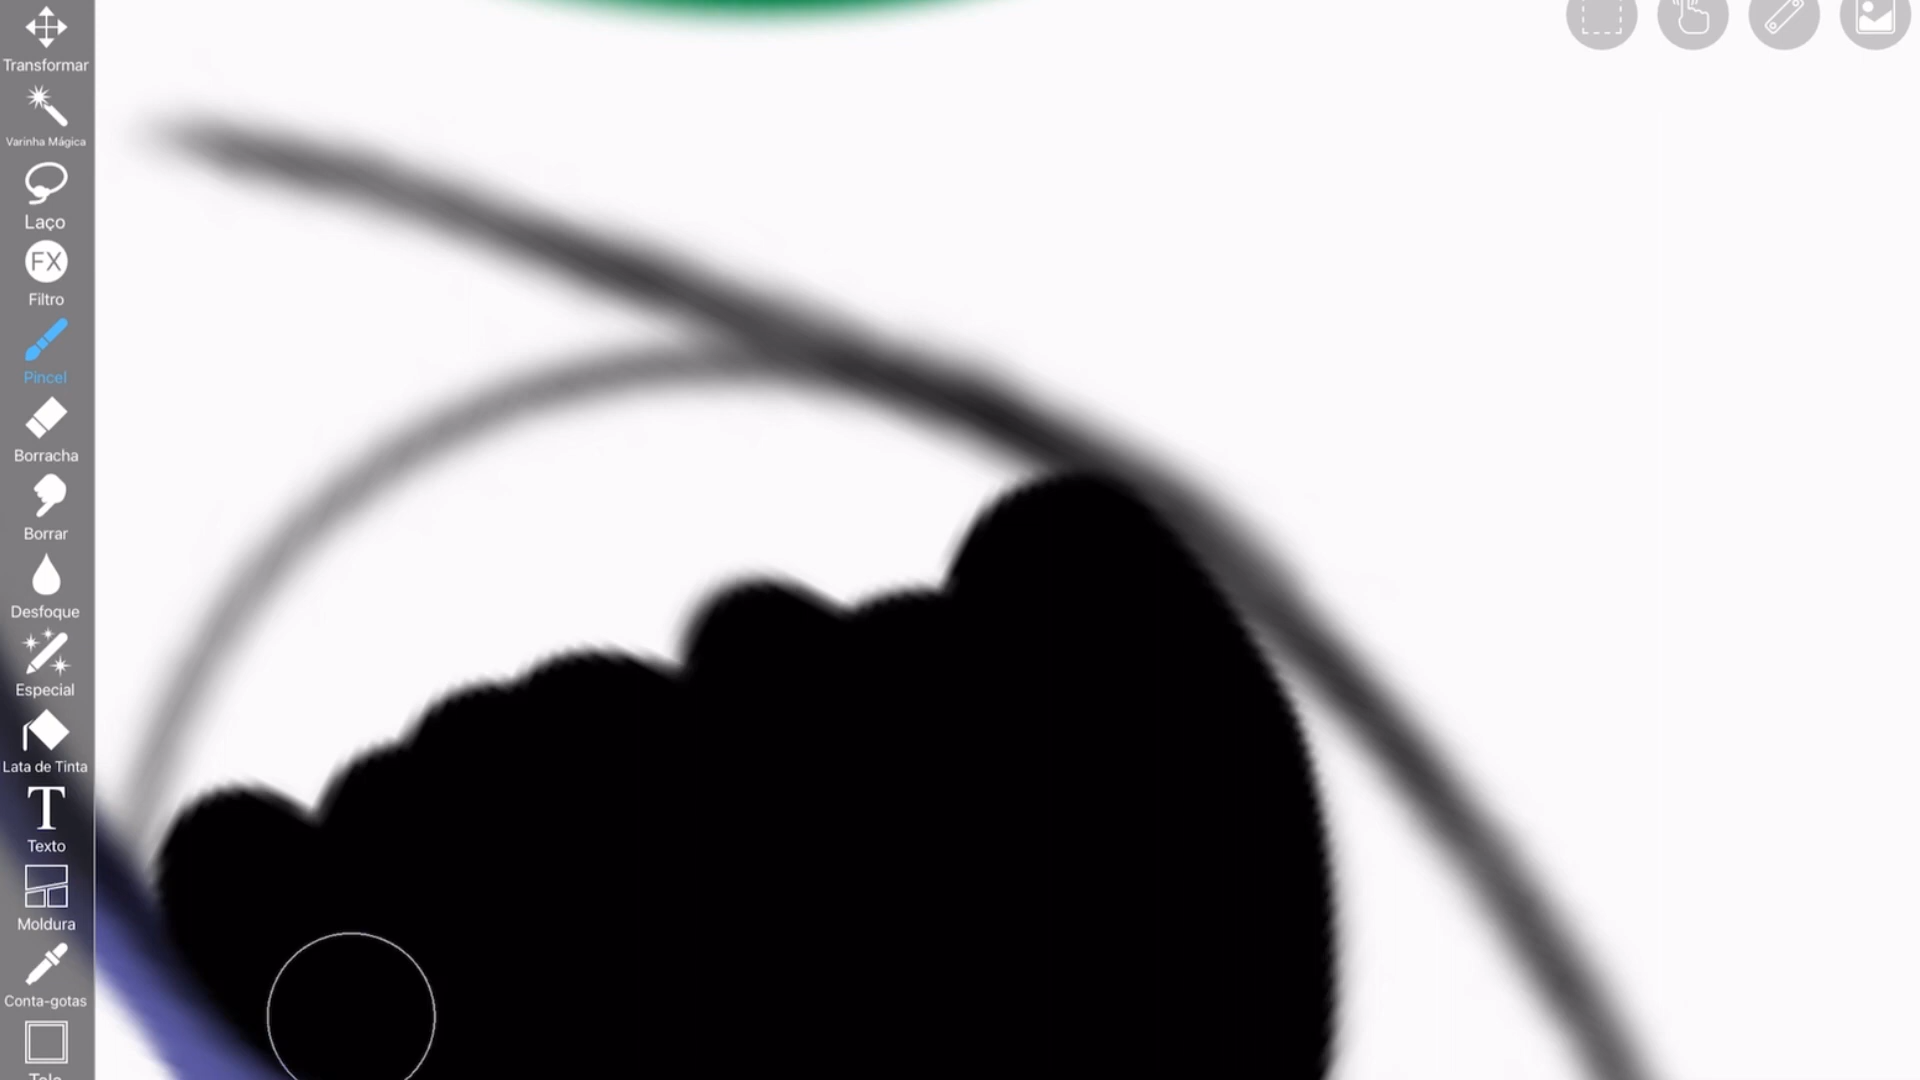 Transformar
Varinha Mágica
Laço
FX
Filtro
Pincel
Borracha
Borrar
Desfoque
Especial
Lata de Tinta
T
Texto
Moldura
Conta-gotas